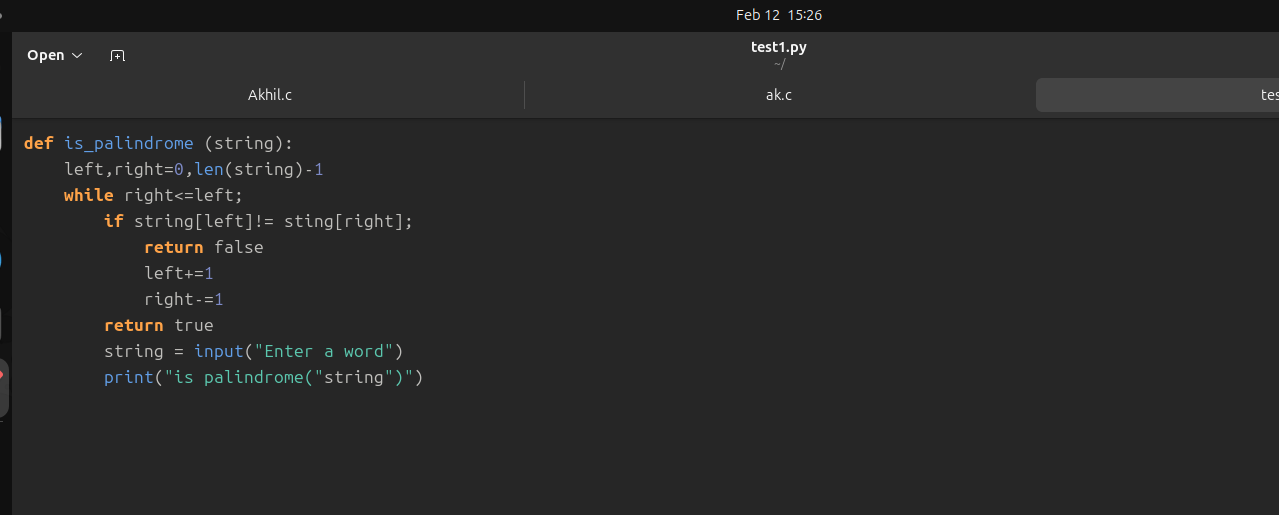 Feb 12 15:26
Open
test1.py
~/
Akhil.c
ak.c
def is_palindrome (string):
    left,right=0,len(string)-1
    while right<=left;
        if string[left]!= sting[right];
            return false
            left+=1
            right-=1
        return true
        string = input("Enter a word")
        print("is palindrome("string")")